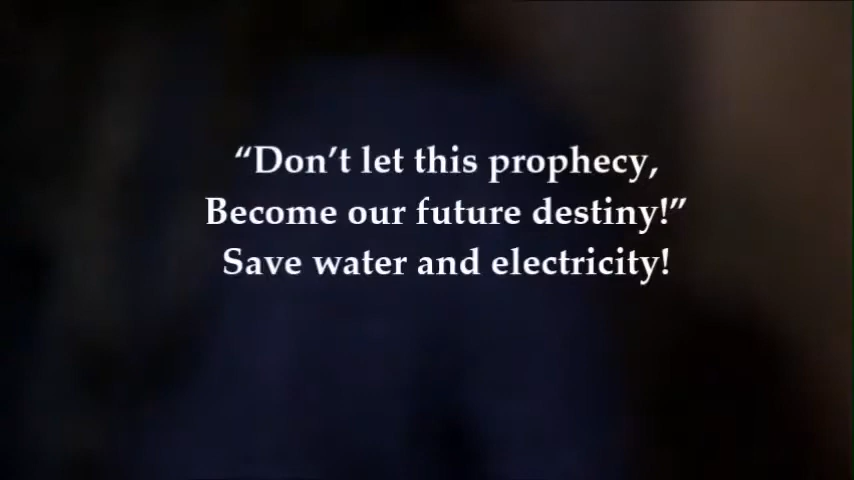 “Don’t let this prophecy,
Become our future destiny!”
Save water and electricity!